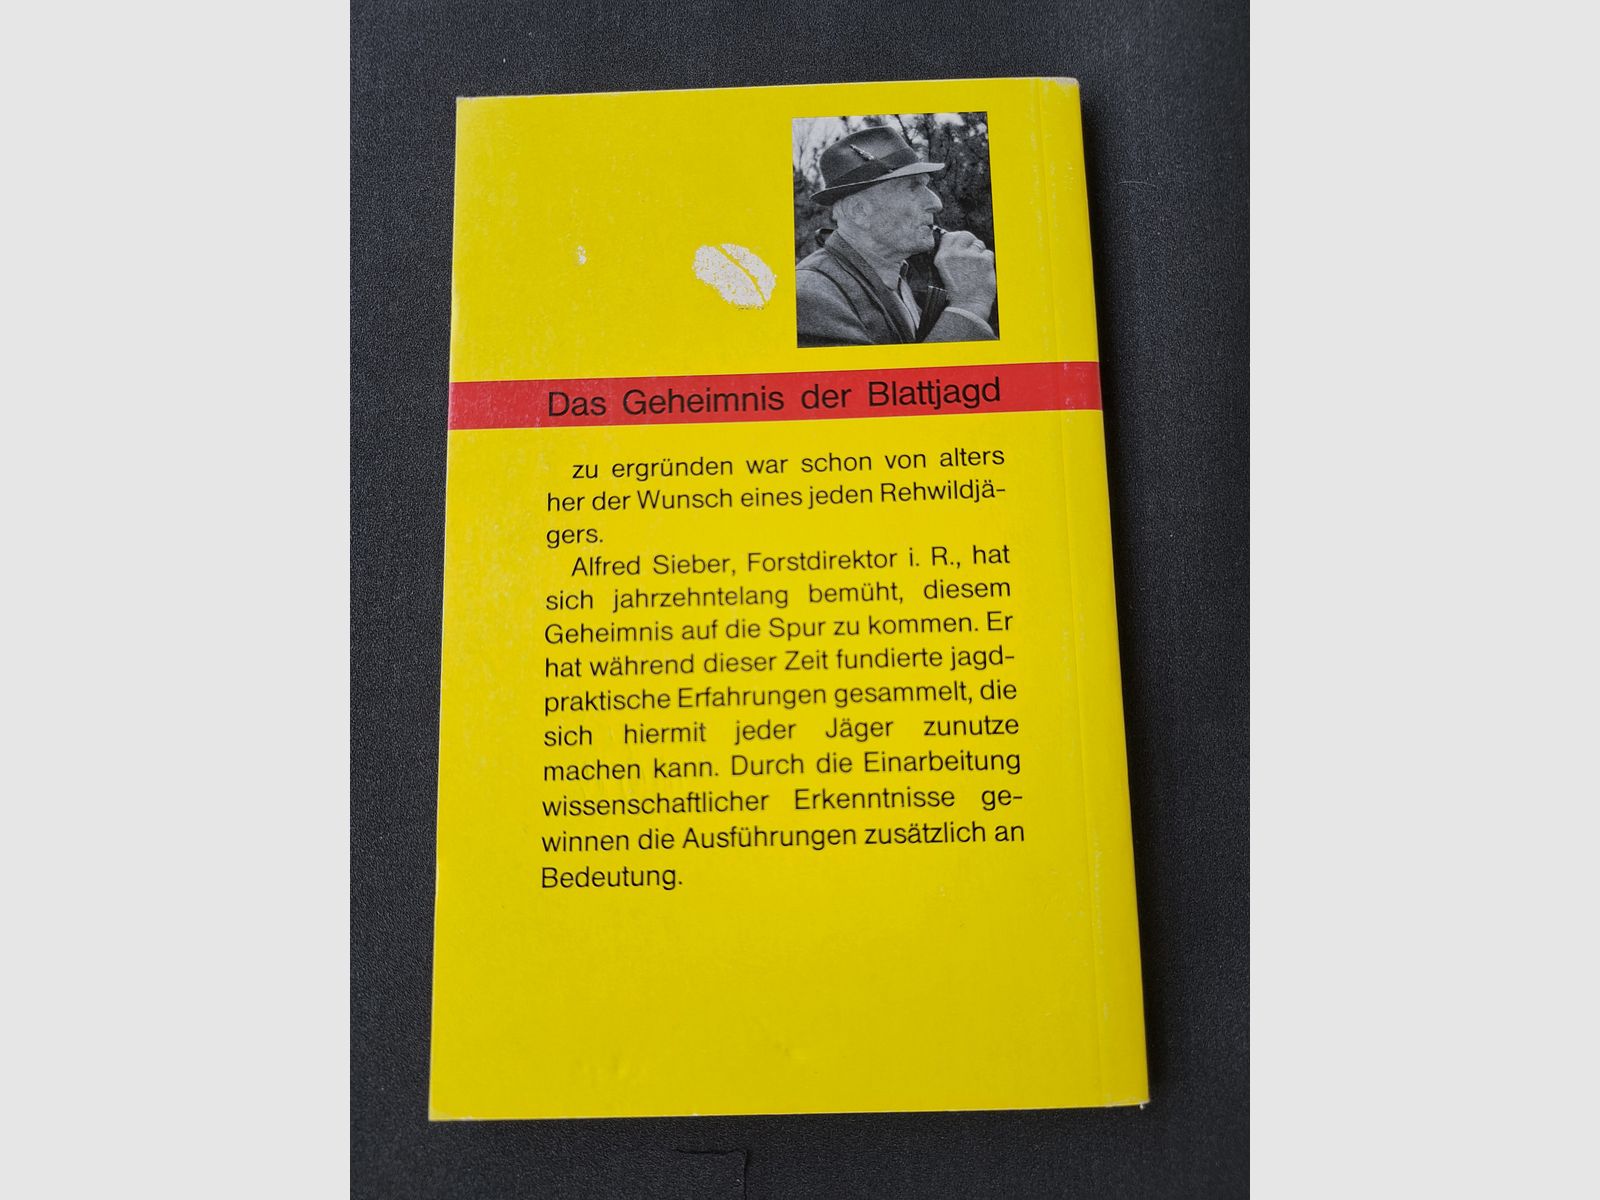 Das Geheimnis der Blattjagd
zu ergründen war schon von alters
her der Wunsch eines jeden Rehwildjä-
gers.
Alfred Sieber, Forstdirektor i. R., hat
sich jahrzehntelang bemüht, diesem
Geheimnis auf die Spur zu kommen. Er
hat während dieser Zeit fundierte jagd-
praktische Erfahrungen gesammelt, die
sich hiermit jeder Jäger zunutze
machen kann. Durch die Einarbeitung
wissenschaftlicher Erkenntnisse ge-
winnen die Ausführungen zusätzlich an
Bedeutung.